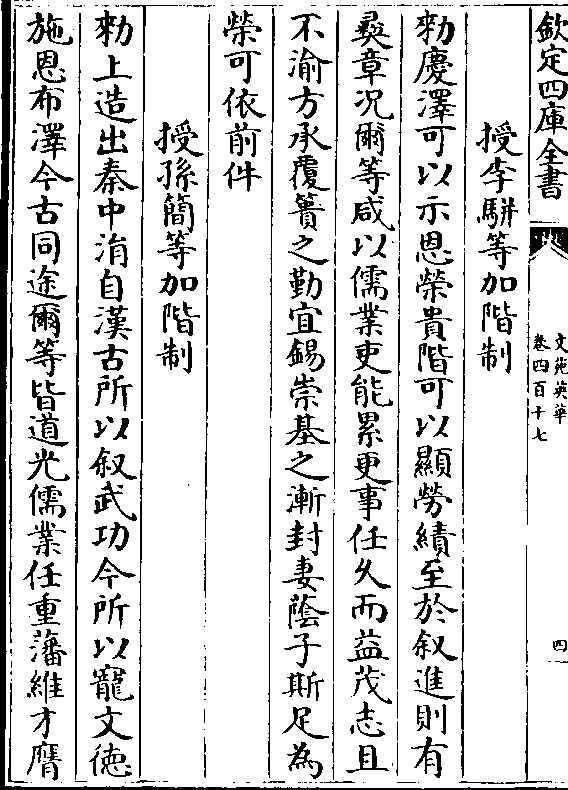 欽定四庫全書
文苑英華
卷四百十七
四
授李駢等加階制
勑慶澤可以示恩榮貴階可以顯勞績至於叙進則有
彛章况爾等咸以儒業吏能累更事任久而益茂志且
不渝方承覆簣之勤宜錫崇基之漸封妻蔭子斯足為
榮可依前件
授孫簡等加階制
勑上造出秦中涓自漢古所以叙武功今所以寵文徳
施恩布澤今古同途爾等皆道光儒業任重藩維才膺